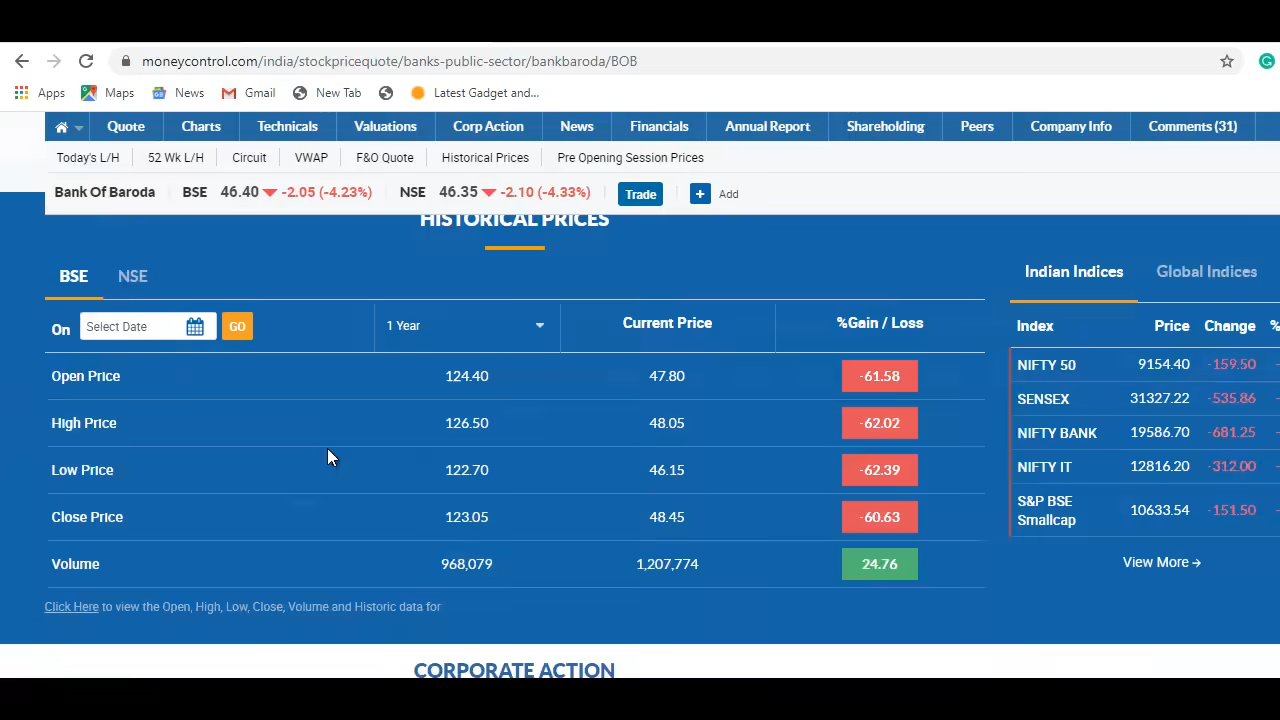 moneycontrol.com/india/stockpricequote/banks-public-sector/bankbaroda/BOB
Apps Maps News Gmail New Tab Latest Gadget and...
Quote Charts Technicals Valuations Corp Action News Financials Annual Report Shareholding Peers Company Info Comments (31)
Today's L/H 52 Wk L/H Circuit VWAP F&O Quote Historical Prices Pre Opening Session Prices
Bank Of Baroda BSE 46.40 -2.05 (-4.23%) NSE 46.35 -2.10 (-4.33%) Trade + Add
HISTORICAL PRICES
BSE NSE
On Select Date GO 1 Year Current Price %Gain / Loss
Open Price 124.40 47.80 -61.58
High Price 126.50 48.05 -62.02
Low Price 122.70 46.15 -62.39
Close Price 123.05 48.45 -60.63
Volume 968,079 1,207,774 24.76
Click Here to view the Open, High, Low, Close, Volume and Historic data for
Indian Indices Global Indices
Index Price Change %
NIFTY 50 9154.40 -159.50 -
SENSEX 31327.22 -535.86 -
NIFTY BANK 19586.70 -681.25 -
NIFTY IT 12816.20 -312.00 -
S&P BSE
Smallcap 10633.54 -151.50 -
View More →
CORPORATE ACTION